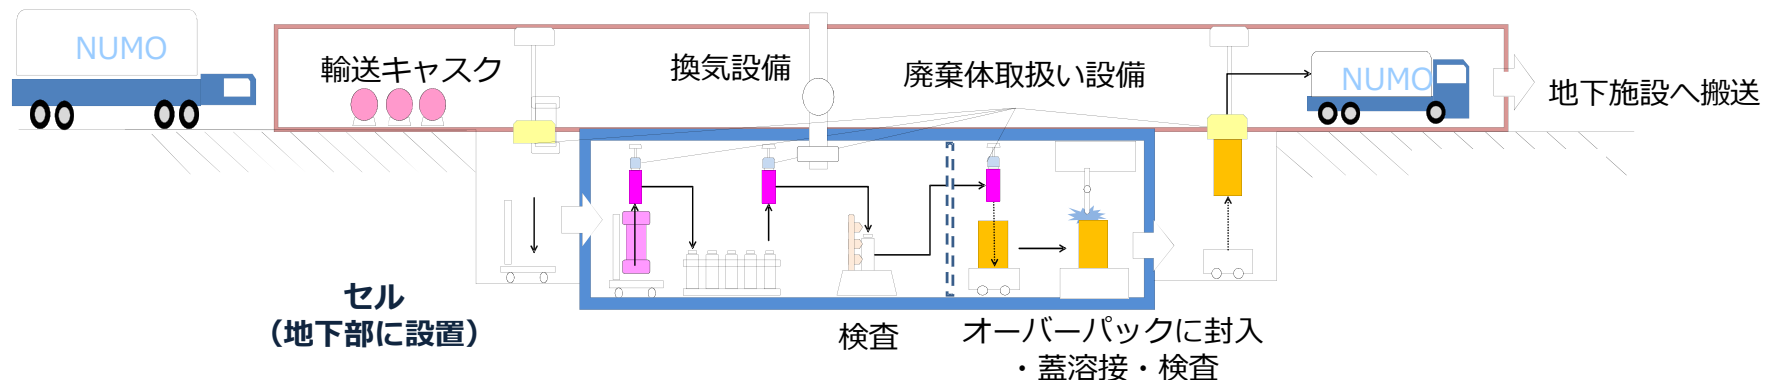 NUMO
輸送キャスク
換気設備
廃棄体取扱い設備
NUMO
地下施設へ搬送
セル
（地下部に設置）
検査
オーバーパックに封入
・蓋溶接・検査